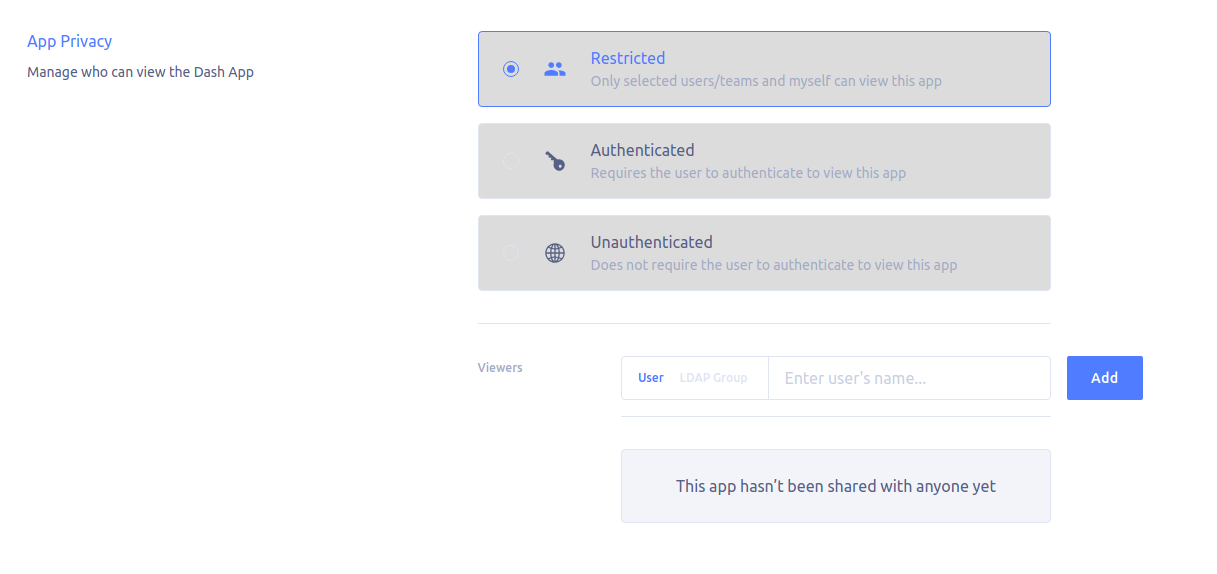 App Privacy
Manage who can view the Dash App
Restricted
Only selected users/teams and myself can view this app
Authenticated
Requires the user to authenticate to view this app
Unauthenticated
Does not require the user to authenticate to view this app
Viewers
User LDAP Group Enter user's name... Add
This app hasn’t been shared with anyone yet